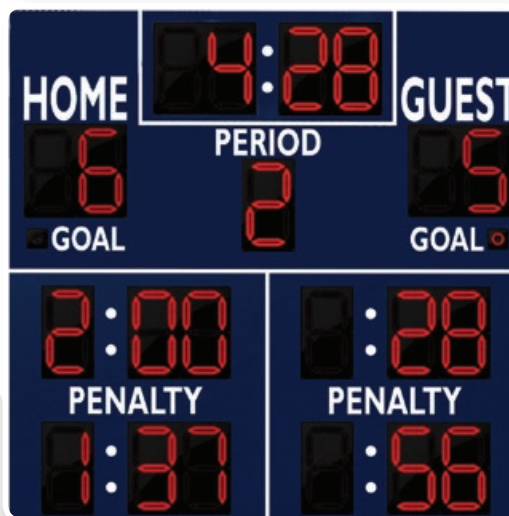 4:28
HOME
GUEST
PERIOD
6
2
5
GOAL
GOAL
2:00
:28
PENALTY
PENALTY
1:37
:56